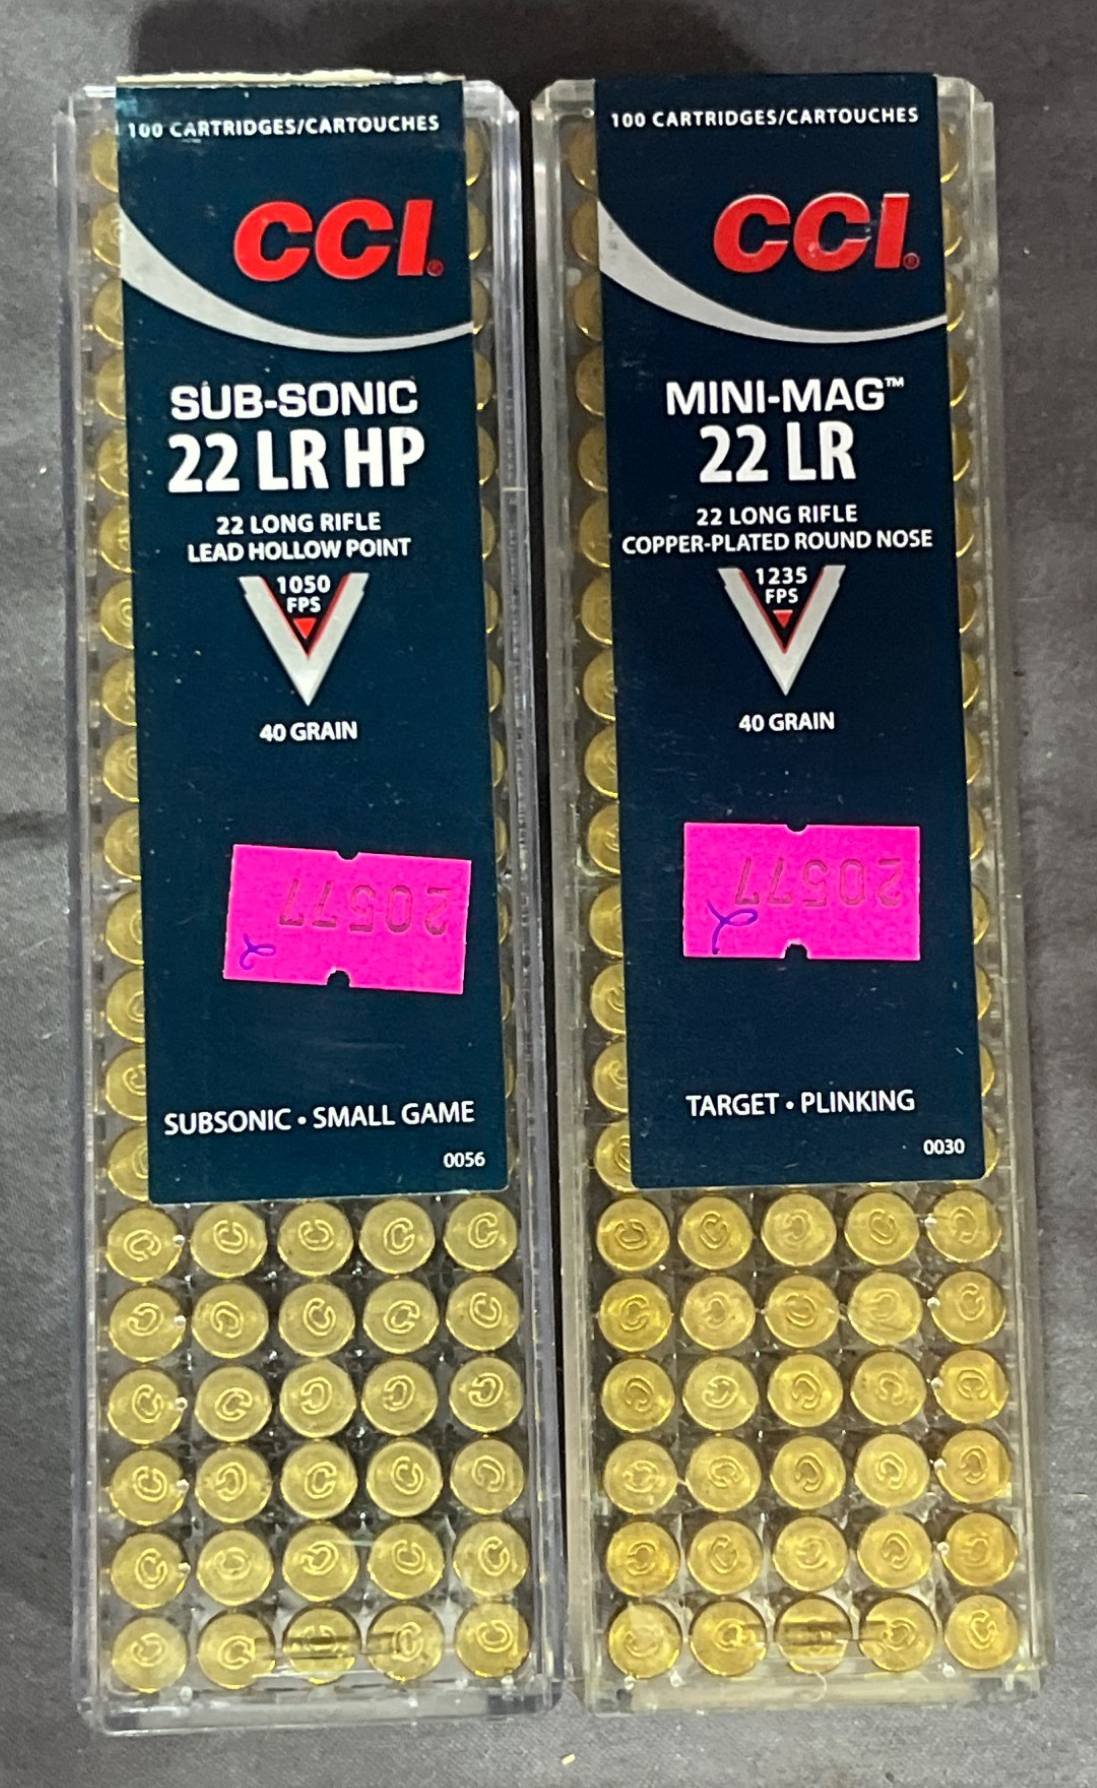 100 CARTRIDGES/CARTOUCHES
CCI®
SUB-SONIC
22 LR HP
22 LONG RIFLE
LEAD HOLLOW POINT
1050
FPS
40 GRAIN
20577
SUBSONIC • SMALL GAME
0056
100 CARTRIDGES/CARTOUCHES
CCI®
MINI-MAG™
22 LR
22 LONG RIFLE
COPPER-PLATED ROUND NOSE
1235
FPS
40 GRAIN
20577
TARGET • PLINKING
0030